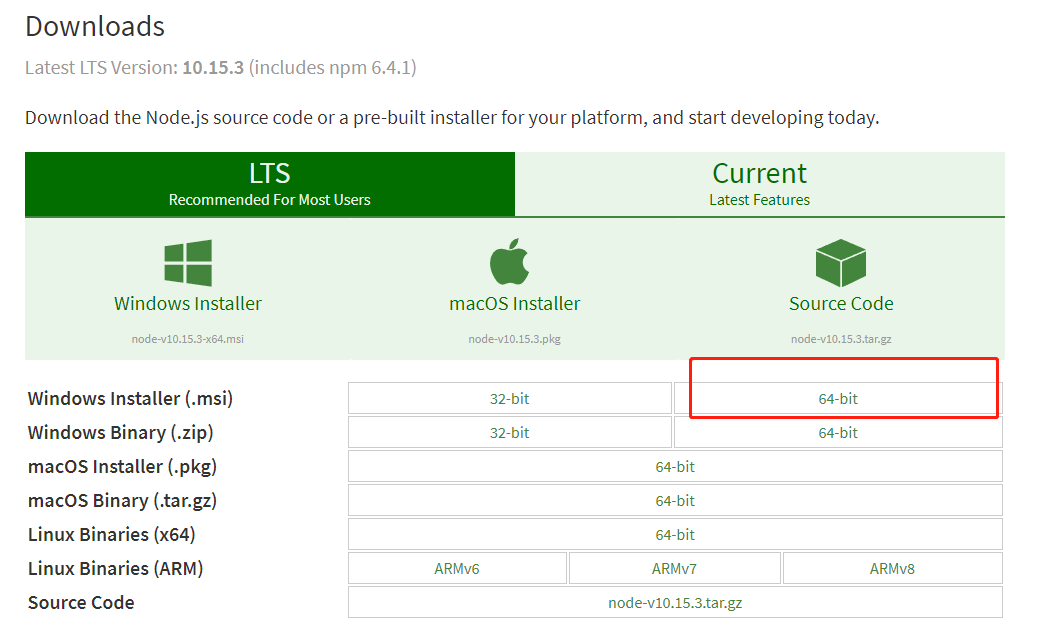 Downloads
Latest LTS Version: 10.15.3 (includes npm 6.4.1)
Download the Node.js source code or a pre-built installer for your platform, and start developing today.
LTS
Recommended For Most Users
Current
Latest Features
Windows Installer
node-v10.15.3-x64.msi
macOS Installer
node-v10.15.3.pkg
Source Code
node-v10.15.3.tar.gz
Windows Installer (.msi) 32-bit 64-bit
Windows Binary (.zip) 32-bit 64-bit
macOS Installer (.pkg) 64-bit
macOS Binary (.tar.gz) 64-bit
Linux Binaries (x64) 64-bit
Linux Binaries (ARM) ARMv6 ARMv7 ARMv8
Source Code node-v10.15.3.tar.gz